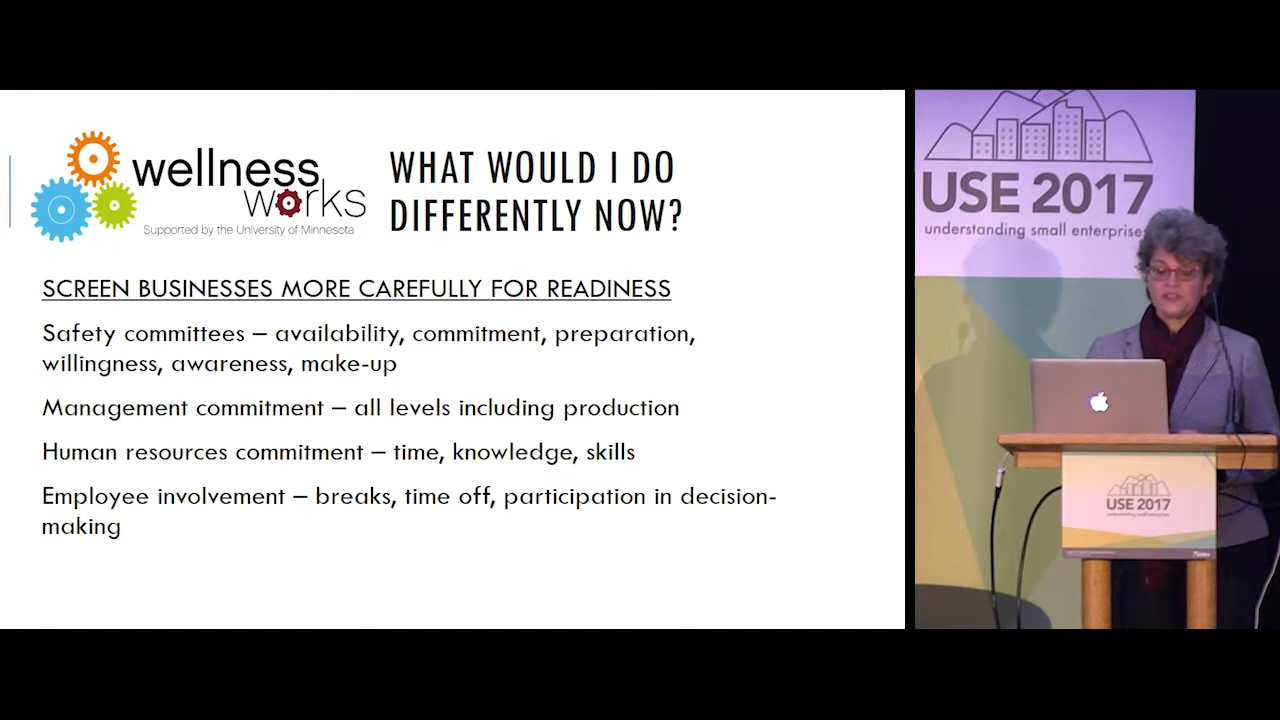 wellness
works
Supported by the University of Minnesota
WHAT WOULD I DO
DIFFERENTLY NOW?
SCREEN BUSINESSES MORE CAREFULLY FOR READINESS
Safety committees – availability, commitment, preparation,
willingness, awareness, make-up
Management commitment – all levels including production
Human resources commitment – time, knowledge, skills
Employee involvement – breaks, time off, participation in decision-
making
USE 2017
understanding small enterprises
USE 2017
understanding small enterprises